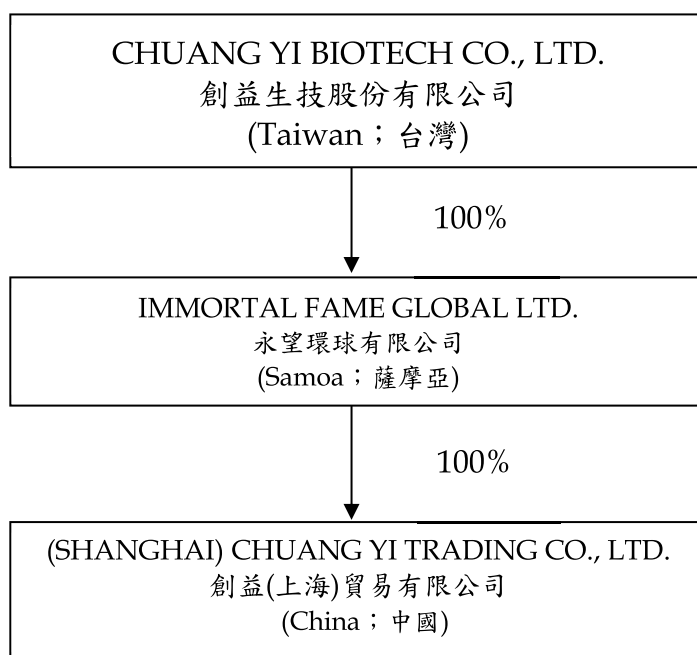 CHUANG YI BIOTECH CO., LTD.
創益生技股份有限公司
(Taiwan；台灣)
100%
IMMORTAL FAME GLOBAL LTD.
永望環球有限公司
(Samoa；薩摩亞)
100%
(SHANGHAI) CHUANG YI TRADING CO., LTD.
創益(上海)貿易有限公司
(China；中國)